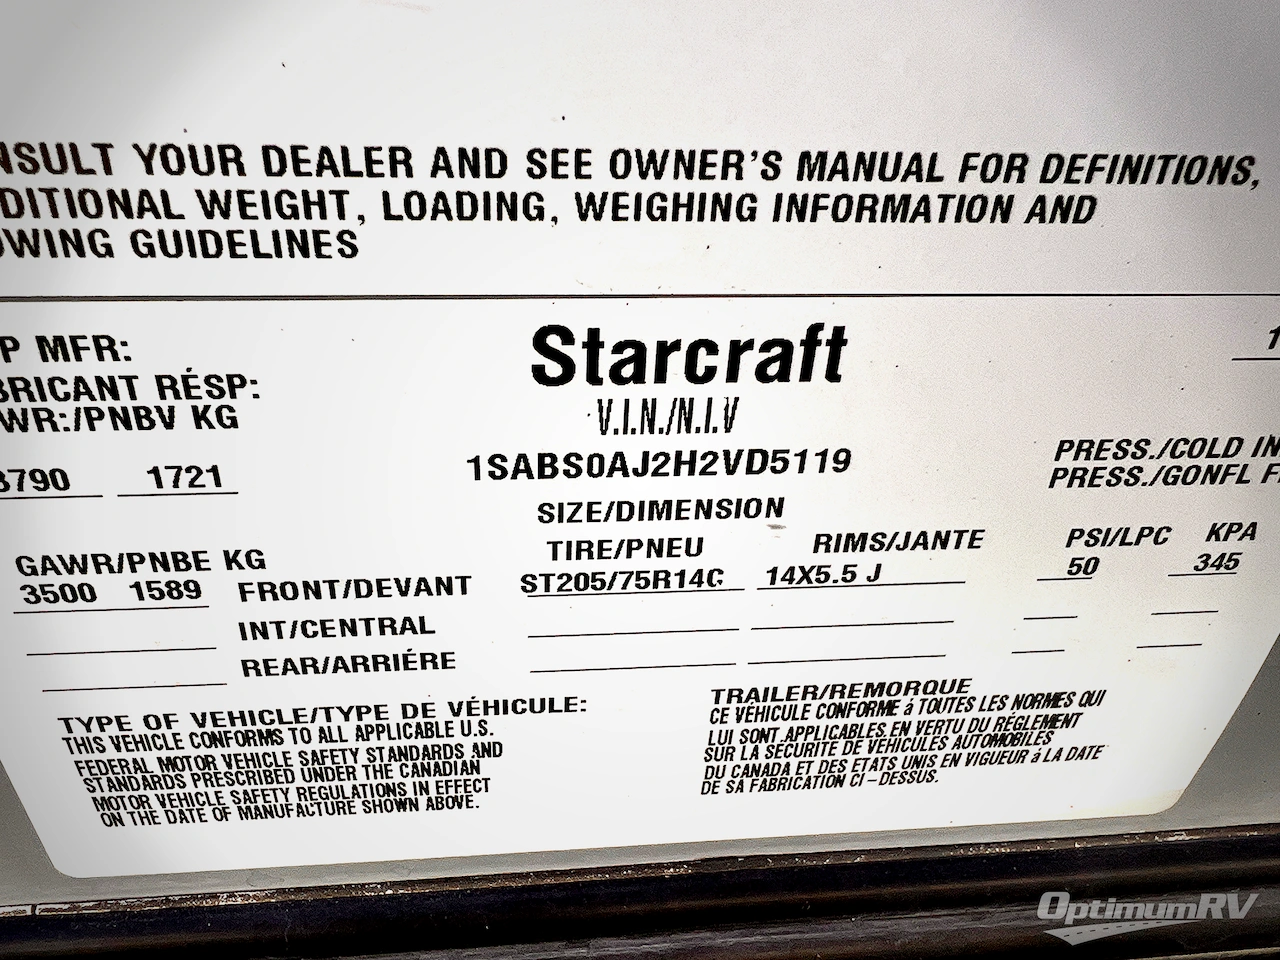 NSULT YOUR DEALER AND SEE OWNER'S MANUAL FOR DEFINITIONS,
DITIONAL WEIGHT, LOADING, WEIGHING INFORMATION AND
OWING GUIDELINES
P MFR:
Starcraft
1
BRICANT RÉSP:
WR:/PNBV KG
V.I.N./N.I.V
3790 1721
1SABS0AJ2H2VD5119
PRESS./COLD IN
PRESS./GONFL F
SIZE/DIMENSION
GAWR/PNBE KG
TIRE/PNEU RIMS/JANTE PSI/LPC KPA
3500 1589 FRONT/DEVANT ST205/75R14C 14X5.5 J 50 345
INT/CENTRAL
REAR/ARRIÉRE
TYPE OF VEHICLE/TYPE DE VÉHICULE:
THIS VEHICLE CONFORMS TO ALL APPLICABLE U.S.
FEDERAL MOTOR VEHICLE SAFETY STANDARDS AND
STANDARDS PRESCRIBED UNDER THE CANADIAN
MOTOR VEHICLE SAFETY REGULATIONS IN EFFECT
ON THE DATE OF MANUFACTURE SHOWN ABOVE.
TRAILER/REMORQUE
CE VÉHICULE CONFORME á TOUTES LES NORMES QUI
LUI SONT APPLICABLES EN VERTU DU RÉGLEMENT
SUR LA SÉCURITÉ DE VÉHICULES AUTOMOBILES
DU CANADA ET DES ETATS UNIS EN VIGUEUR á LA DATE
DE SA FABRICATION CI-DESSUS.
OptimumRV